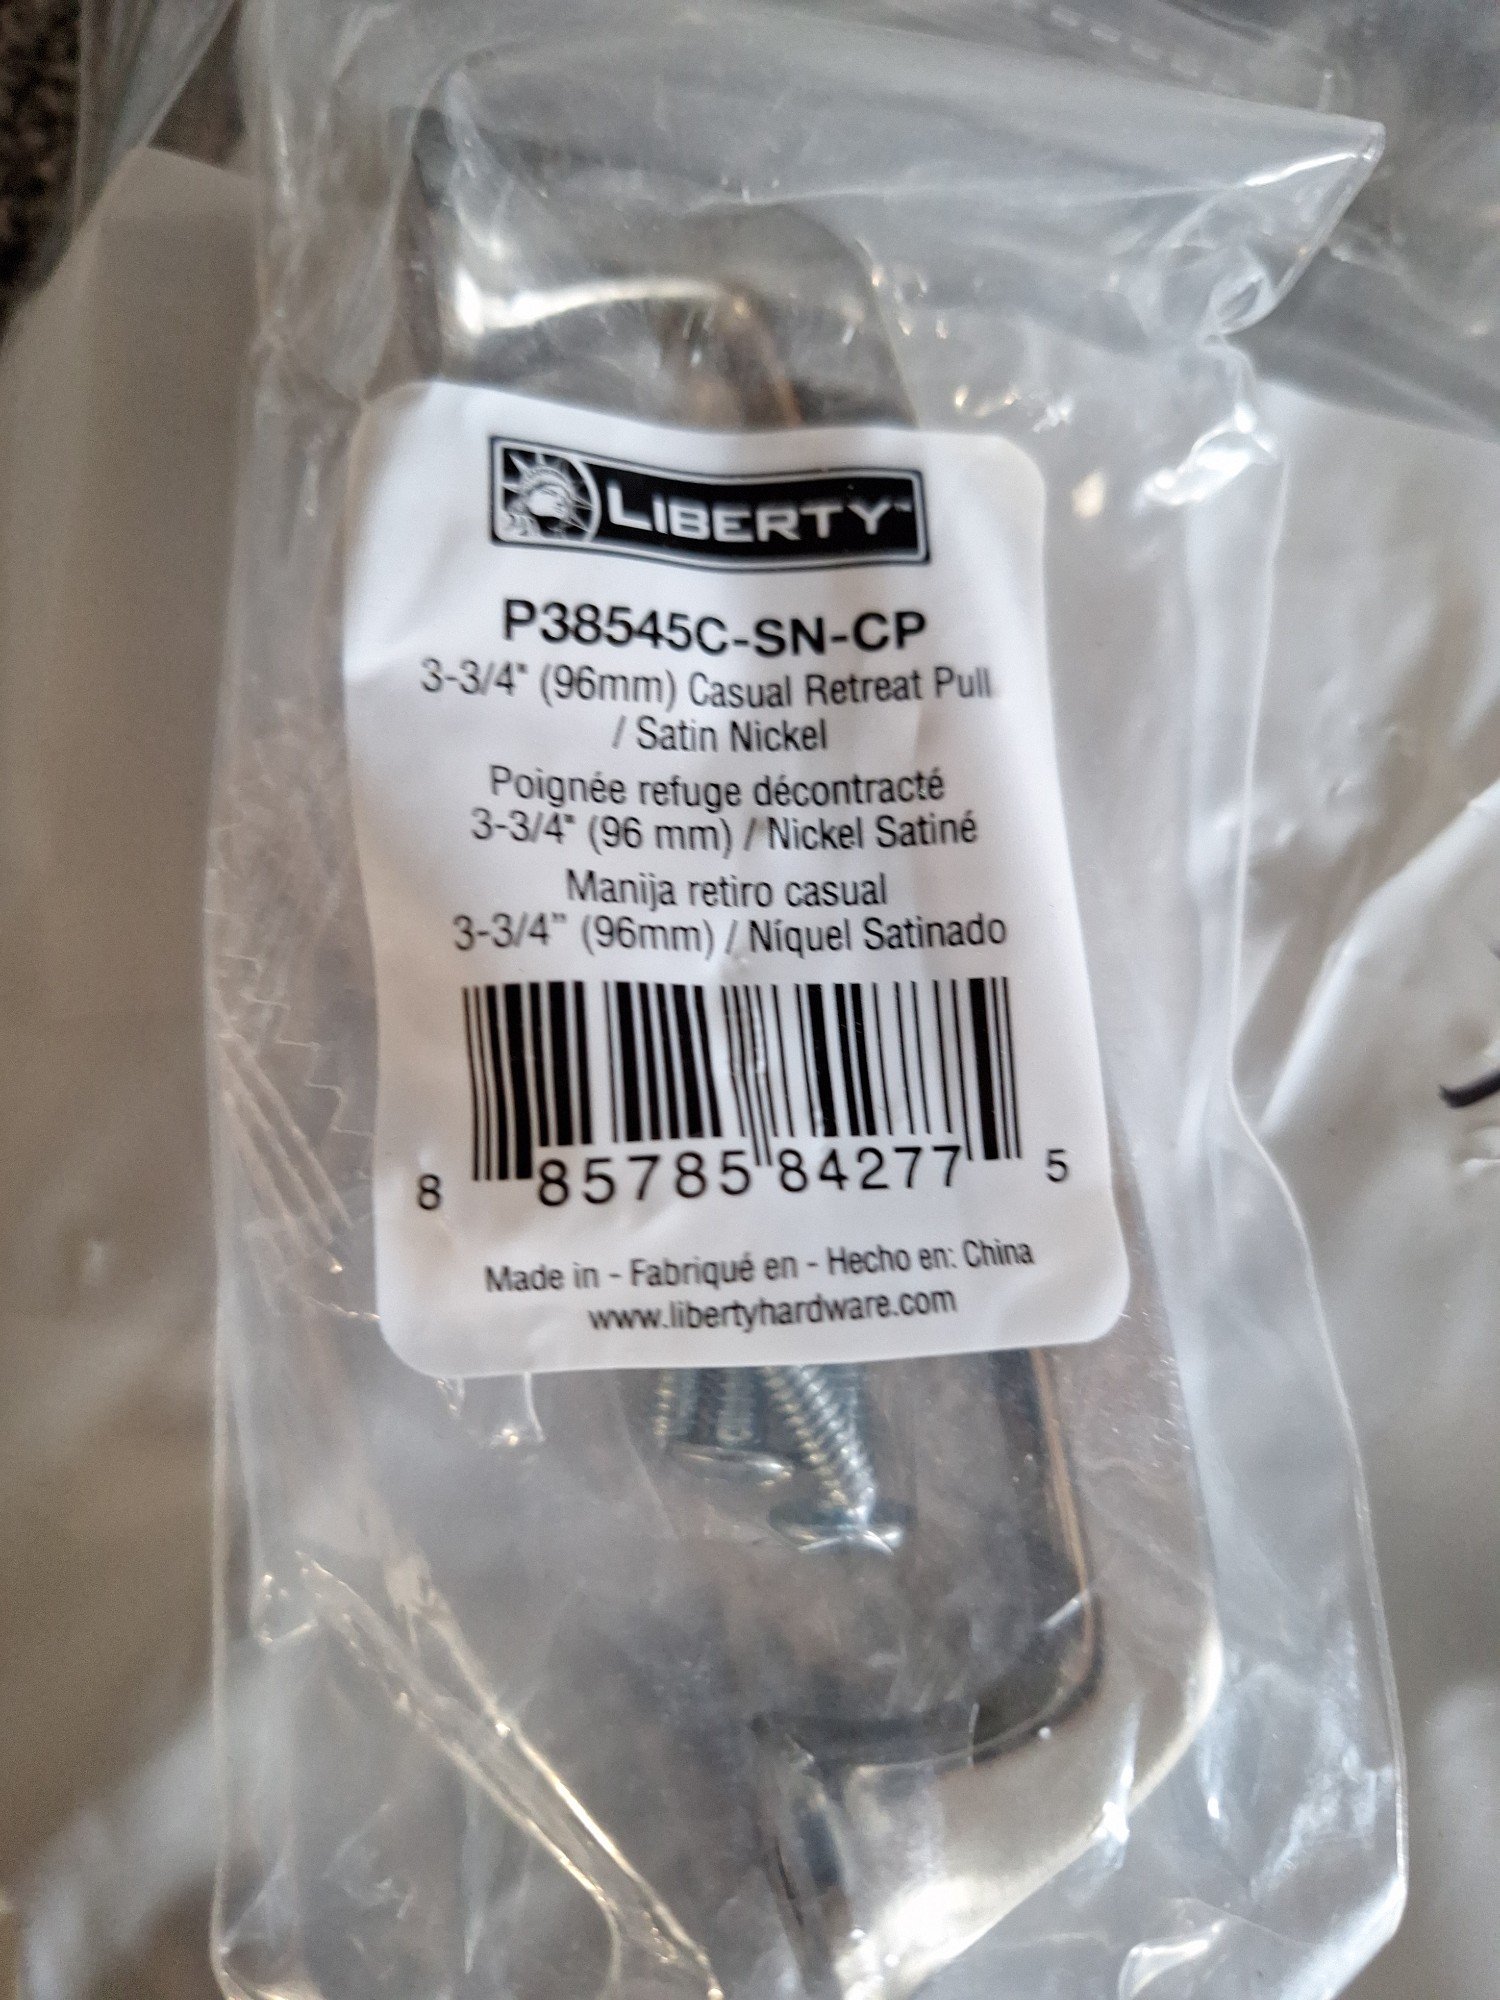 LIBERTY™
P38545C-SN-CP
3-3/4" (96mm) Casual Retreat Pull
/ Satin Nickel
Poignée refuge décontracté
3-3/4" (96 mm) / Nickel Satiné
Manija retiro casual
3-3/4" (96mm) / Níquel Satinado
8 85785 84277 5
Made in - Fabriqué en - Hecho en: China
www.libertyhardware.com